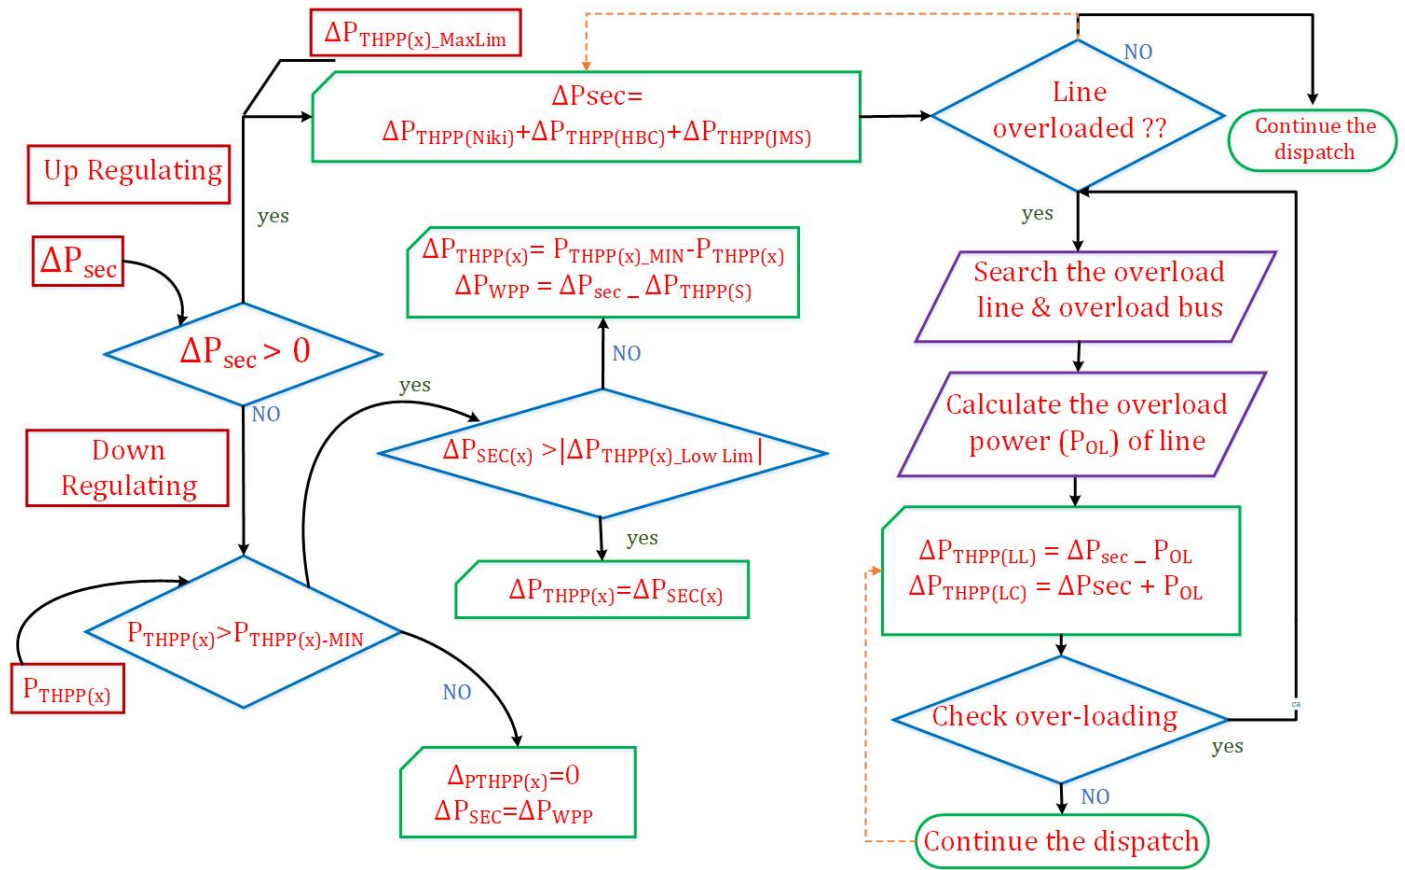 ΔP_THPP(x)_MaxLim
ΔPsec=
ΔP_THPP(Niki)+ΔP_THPP(HBC)+ΔP_THPP(JMS)
NO
Line
overloaded ??
Continue the
dispatch
Up Regulating
yes
yes
ΔP_sec
ΔP_THPP(x)= P_THPP(x)_MIN-P_THPP(x)
ΔP_WPP = ΔP_sec _ ΔP_THPP(S)
Search the overload
line & overload bus
ΔP_sec > 0
NO
yes
NO
Calculate the overload
power (P_OL) of line
Down
Regulating
ΔP_SEC(x) >|ΔP_THPP(x)_Low Lim|
yes
ΔP_THPP(LL) = ΔP_sec _ P_OL
ΔP_THPP(LC) = ΔPsec + P_OL
ΔP_THPP(x)=ΔP_SEC(x)
P_THPP(x)>P_THPP(x)-MIN
P_THPP(x)
NO
Check over-loading
ca
yes
Δ_PTHPP(x)=0
ΔP_SEC=ΔP_WPP
NO
Continue the dispatch